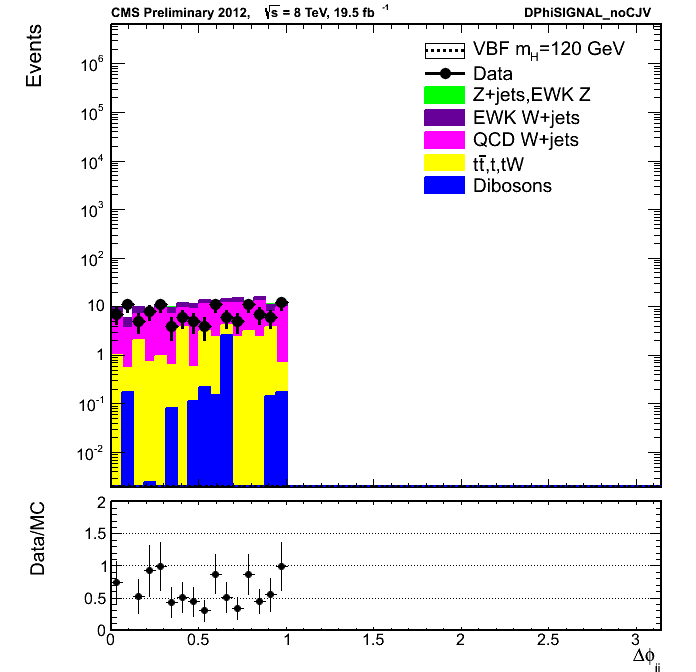 CMS Preliminary 2012, √s = 8 TeV, 19.5 fb⁻¹ DPhiSIGNAL_noCJV
Events
VBF m_H=120 GeV
Data
Z+jets,EWK Z
EWK W+jets
QCD W+jets
tt̄,t,tW
Dibosons
10⁶
10⁵
10⁴
10³
10²
10
1
10⁻¹
10⁻²
Data/MC
2
1.5
1
0.5
0
0 0.5 1 1.5 2 2.5 3
Δϕ_jj